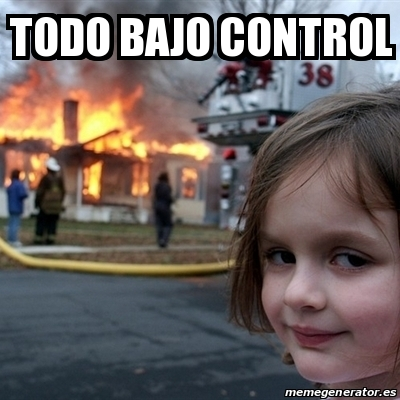 TODO BAJO CONTROL
38
memegenerator.es